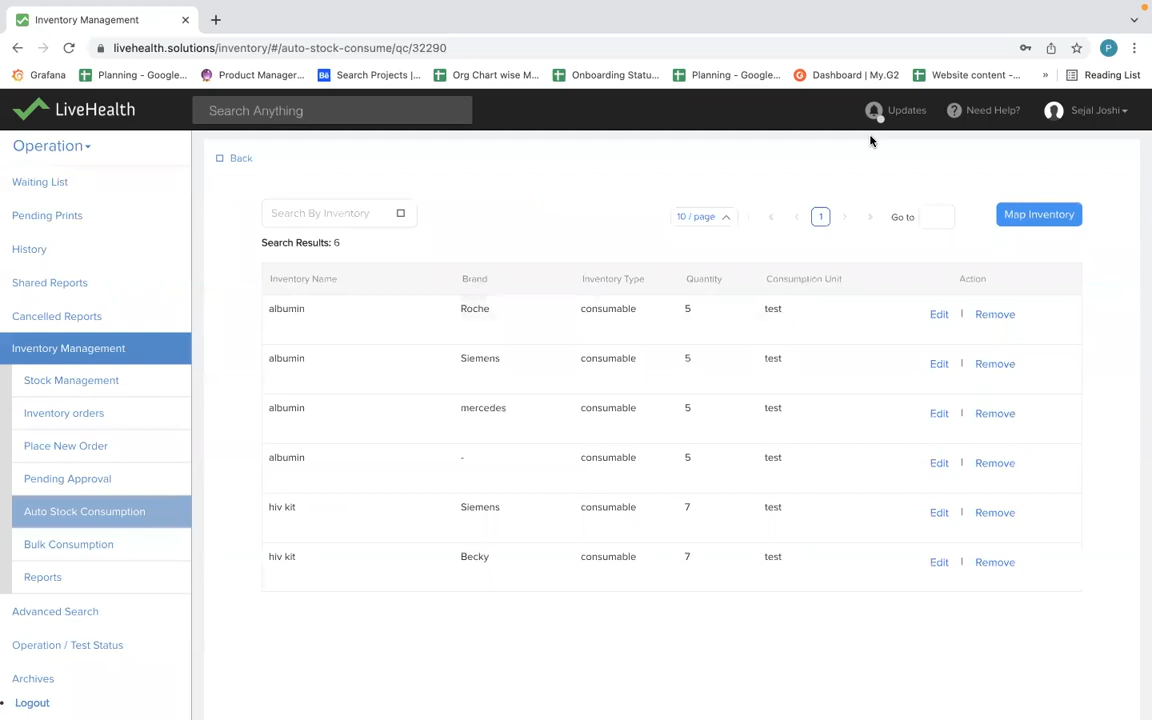 Inventory Management
livehealth.solutions/inventory/#/auto-stock-consume/qc/32290
Grafana
Planning - Google...
Product Manager...
Bē Search Projects |...
Org Chart wise M...
Onboarding Statu...
Planning - Google...
Dashboard | My.G2
Website content -...
»
Reading List
LiveHealth
Search Anything
Updates
Need Help?
Sejal Joshi
Operation
Waiting List
Pending Prints
History
Shared Reports
Cancelled Reports
Inventory Management
Stock Management
Inventory orders
Place New Order
Pending Approval
Auto Stock Consumption
Bulk Consumption
Reports
Advanced Search
Operation / Test Status
Archives
Logout
Back
Search By Inventory
10 / page
1
Go to
Map Inventory
Search Results: 6
Inventory Name Brand Inventory Type Quantity Consumption Unit Action
albumin Roche consumable 5 test Edit | Remove
albumin Siemens consumable 5 test Edit | Remove
albumin mercedes consumable 5 test Edit | Remove
albumin - consumable 5 test Edit | Remove
hiv kit Siemens consumable 7 test Edit | Remove
hiv kit Becky consumable 7 test Edit | Remove
P